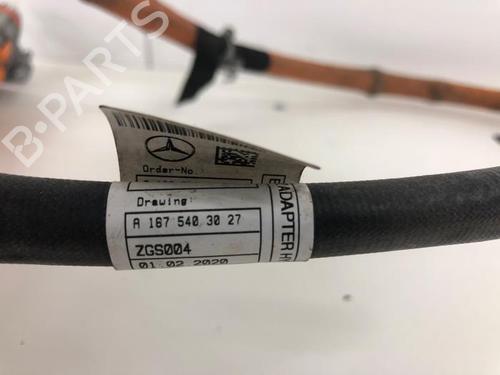 B-PARTS
Order-No.
Drawing:
A 167 540 30 27
ZGS004
01.02.2020
ADAPTER